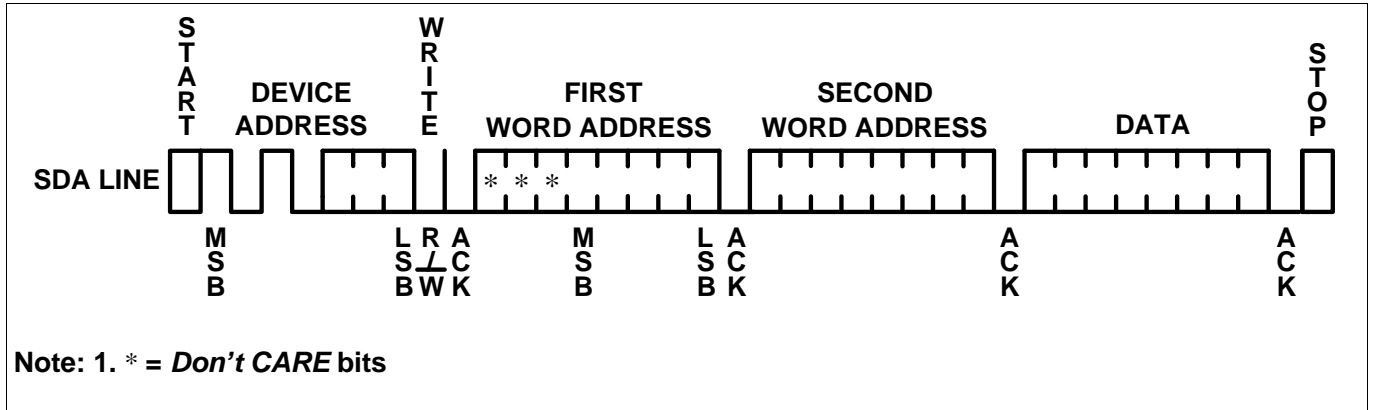 START
WRITE
STOP
DEVICE
ADDRESS
FIRST
WORD ADDRESS
SECOND
WORD ADDRESS
DATA
SDA LINE
* * *
MSB
LSB
R/W
ACK
MSB
LSB
ACK
ACK
ACK
Note: 1. * = Don't CARE bits